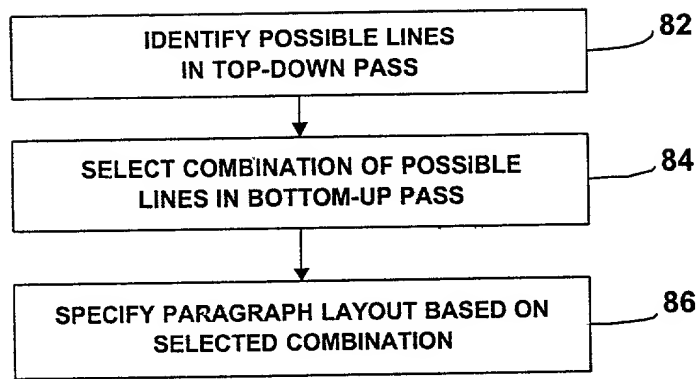 IDENTIFY POSSIBLE LINES
IN TOP-DOWN PASS
82
SELECT COMBINATION OF POSSIBLE
LINES IN BOTTOM-UP PASS
84
SPECIFY PARAGRAPH LAYOUT BASED ON
SELECTED COMBINATION
86